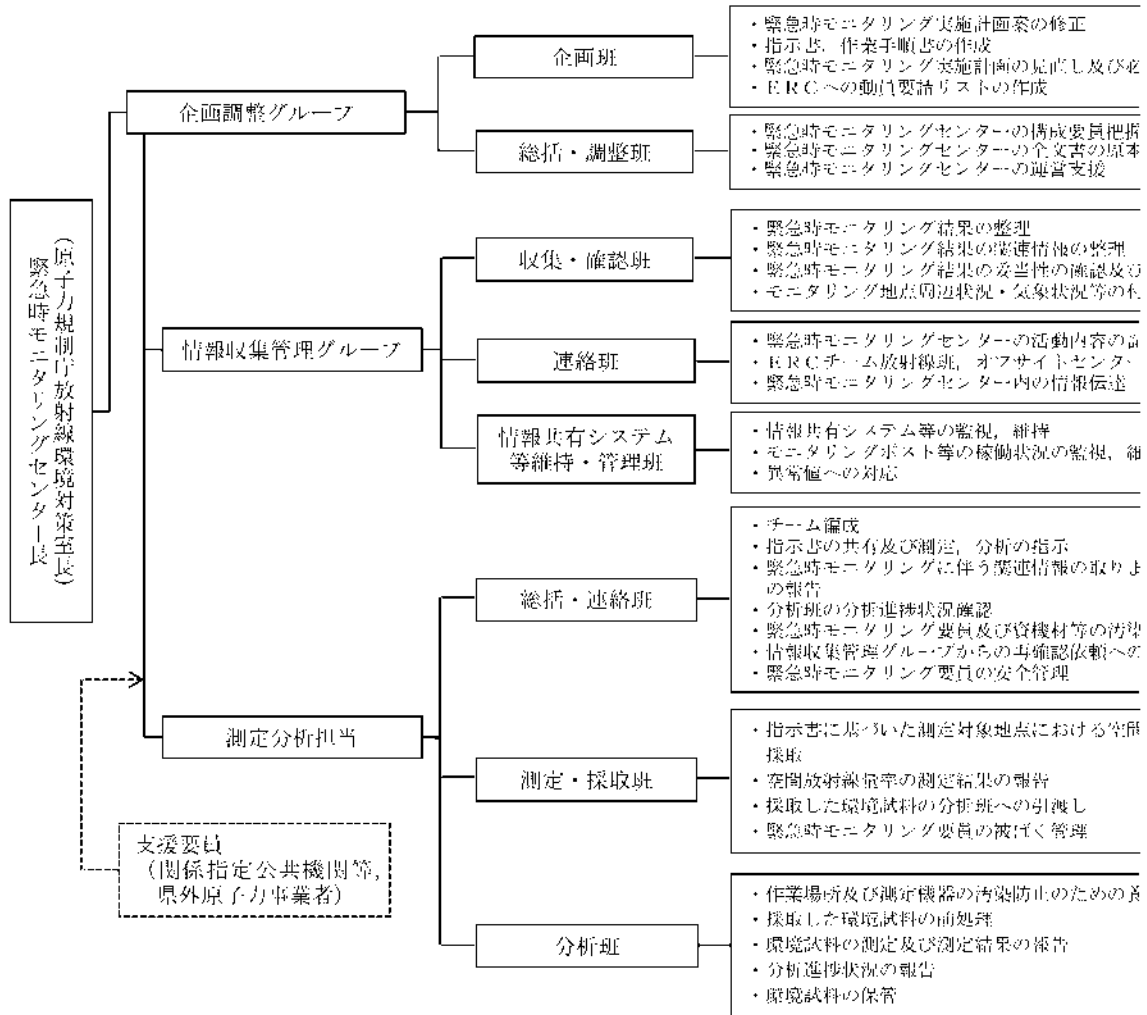 緊急時モニタリングセンター長
（原子力規制庁放射線環境対策室長）
企画調整グループ
企画班
・緊急時モニタリング実施計画案の修正
・指示書，作業手順書の作成
・緊急時モニタリング実施計画の見直し及び必
・ＥＲＣへの動員要請リストの作成
総括・調整班
・緊急時モニタリングセンターの構成要員把握
・緊急時モニタリングセンターの全文書の原本
・緊急時モニタリングセンターの運営支援
情報収集管理グループ
収集・確認班
・緊急時モニタリング結果の整理
・緊急時モニタリング結果の関連情報の整理
・緊急時モニタリング結果の妥当性の確認及び
・モニタリング地点周辺状況・気象状況等の
連絡班
・緊急時モニタリングセンターの活動内容の
・ＥＲＣチーム放射線班，オフサイトセンター
・緊急時モニタリングセンター内の情報伝達
情報共有システム
等維持・管理班
・情報共有システム等の監視，維持
・モニタリングポスト等の稼働状況の監視，維
・異常値への対応
測定分析担当
総括・連絡班
・チーム編成
・指示書の共有及び測定，分析の指示
・緊急時モニタリングに伴う関連情報の取りま
の報告
・分析班の分析進捗状況確認
・緊急時モニタリング要員及び資機材等の汚染
・情報収集管理グループからの再確認依頼への
・緊急時モニタリング要員の安全管理
測定・採取班
・指示書に基づいた測定対象地点における空間
採取
・空間放射線量率の測定結果の報告
・採取した環境試料の分析班への引渡し
・緊急時モニタリング要員の被ばく管理
分析班
・作業場所及び測定機器の汚染防止のための養
・採取した環境試料の前処理
・環境試料の測定及び測定結果の報告
・分析進捗状況の報告
・環境試料の保管
支援要員
（関係指定公共機関等，
県外原子力事業者）